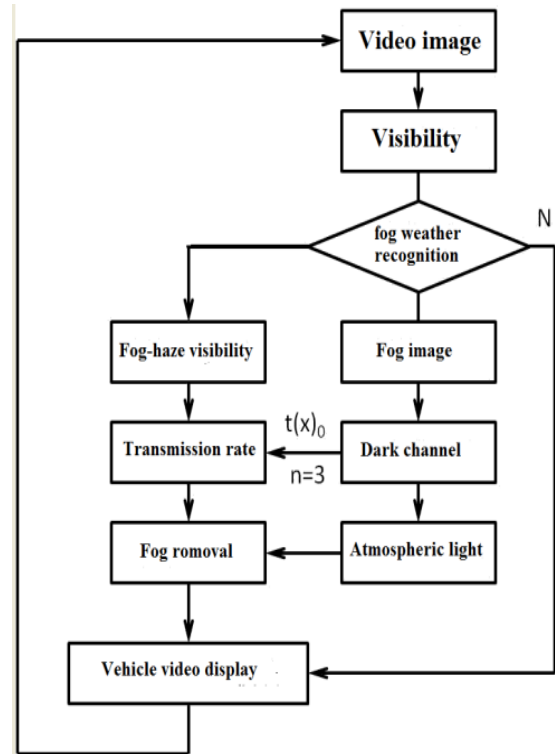 Video image
Visibility
N
fog weather
recognition
Fog-haze visibility
Fog image
t(x)₀
Transmission rate
n=3
Dark channel
Fog romoval
Atmospheric light
Vehicle video display